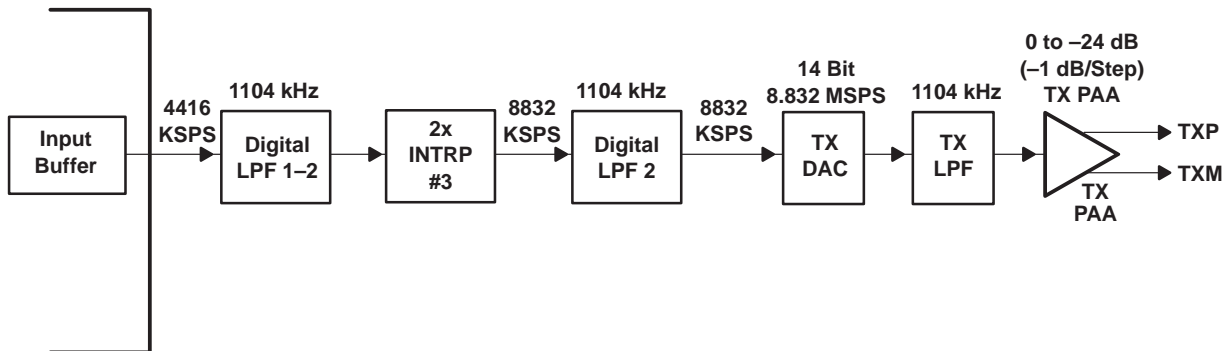 Input
Buffer
4416
KSPS
1104 kHz
Digital
LPF 1–2
2x
INTRP
#3
8832
KSPS
1104 kHz
Digital
LPF 2
8832
KSPS
14 Bit
8.832 MSPS
TX
DAC
1104 kHz
TX
LPF
0 to –24 dB
(–1 dB/Step)
TX PAA
TX
PAA
TXP
TXM